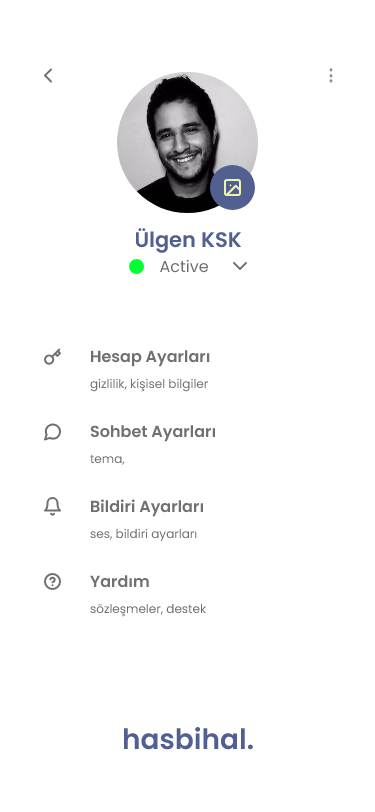 Ülgen KSK
Active
Hesap Ayarları
gizlilik, kişisel bilgiler
Sohbet Ayarları
tema,
Bildiri Ayarları
ses, bildiri ayarları
Yardım
sözleşmeler, destek
hasbihal.